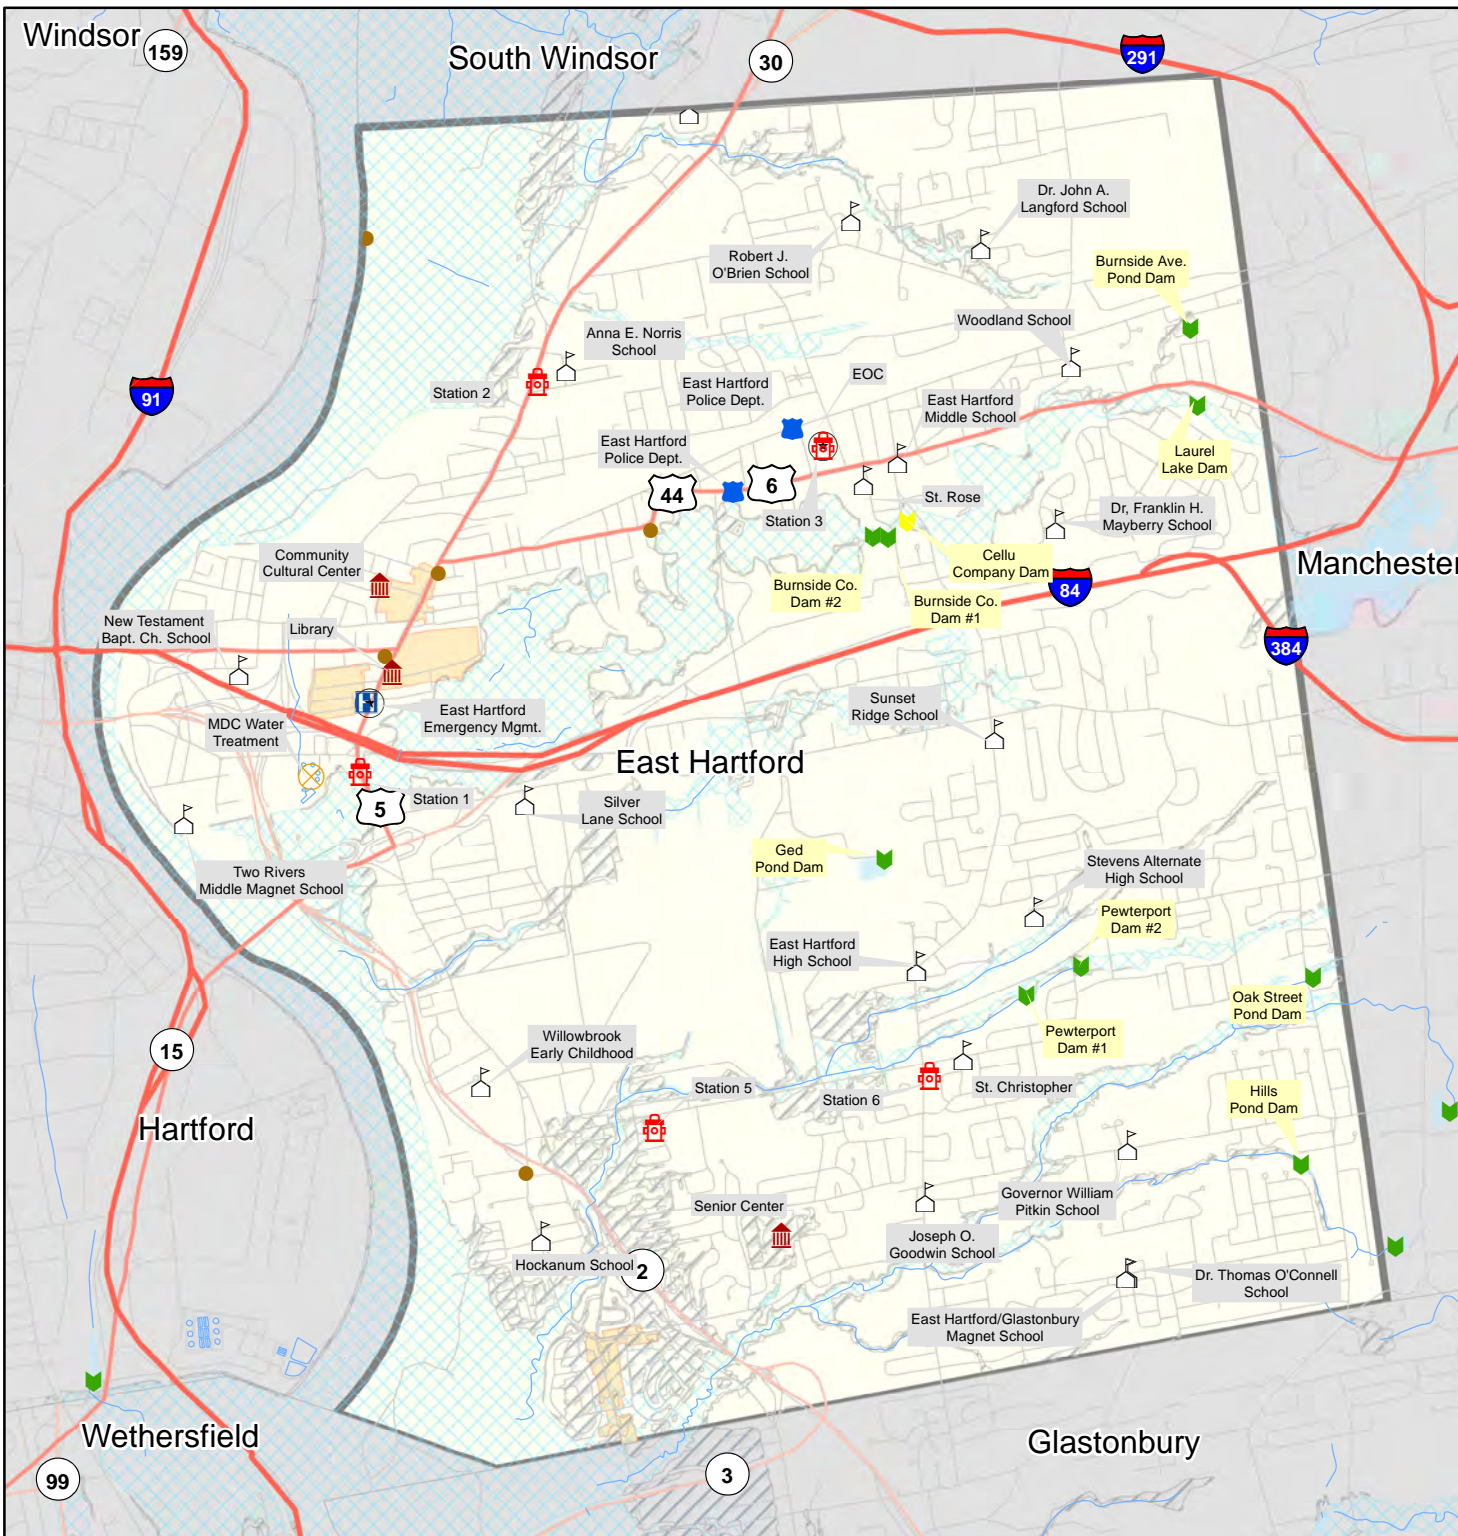 Windsor
159
South Windsor
30
291
Dr. John A.
Langford School
Robert J.
O'Brien School
Burnside Ave.
Pond Dam
Woodland School
Anna E. Norris
School
East Hartford
Police Dept.
EOC
Station 2
91
East Hartford
Middle School
East Hartford
Police Dept.
Laurel
Lake Dam
44
6
St. Rose
Station 3
Dr, Franklin H.
Mayberry School
Community
Cultural Center
Cellu
Company Dam
Manchester
Burnside Co.
Dam #2
84
Burnside Co.
Dam #1
New Testament
Bapt. Ch. School
Library
384
Sunset
Ridge School
East Hartford
Emergency Mgmt.
MDC Water
Treatment
East Hartford
5
Station 1
Silver
Lane School
Ged
Pond Dam
Two Rivers
Middle Magnet School
Stevens Alternate
High School
Pewterport
Dam #2
East Hartford
High School
Oak Street
Pond Dam
Pewterport
Dam #1
15
Willowbrook
Early Childhood
Station 5
Station 6
St. Christopher
Hills
Pond Dam
Hartford
Senior Center
Governor William
Pitkin School
Joseph O.
Goodwin School
Hockanum School
2
Dr. Thomas O'Connell
School
East Hartford/Glastonbury
Magnet School
Wethersfield
Glastonbury
99
3